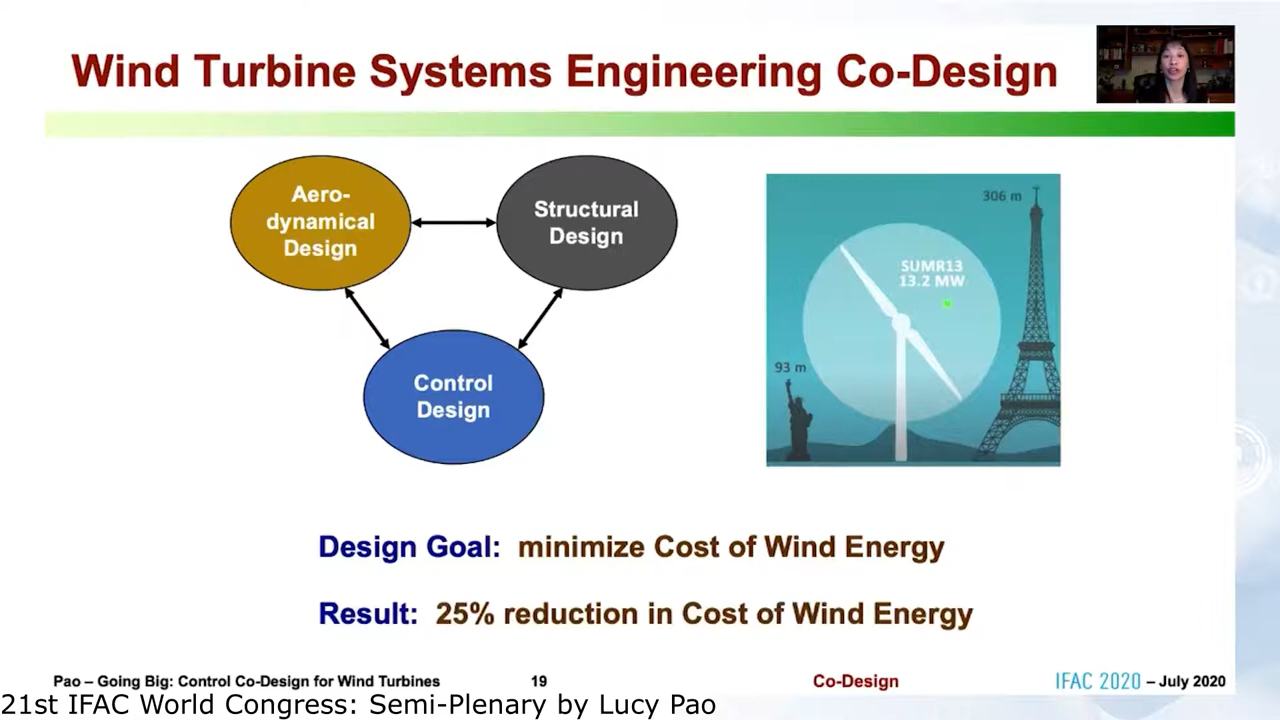 Wind Turbine Systems Engineering Co-Design
Aero-
dynamical
Design
Structural
Design
Control
Design
306 m
SUMR13
13.2 MW
93 m
Design Goal: minimize Cost of Wind Energy
Result: 25% reduction in Cost of Wind Energy
Pao – Going Big: Control Co-Design for Wind Turbines 19 Co-Design IFAC 2020 – July 2020
21st IFAC World Congress: Semi-Plenary by Lucy Pao